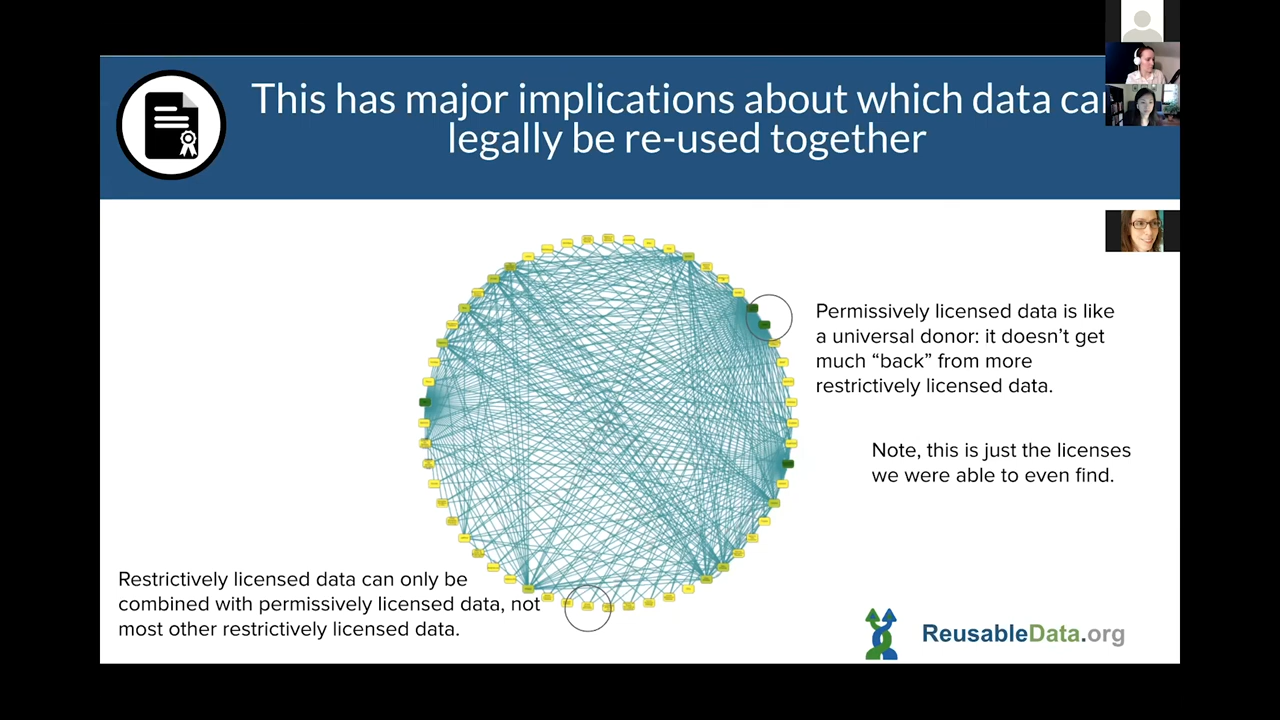 This has major implications about which data can
legally be re-used together
Permissively licensed data is like
a universal donor: it doesn’t get
much “back” from more
restrictively licensed data.
Note, this is just the licenses
we were able to even find.
Restrictively licensed data can only be
combined with permissively licensed data, not
most other restrictively licensed data.
ReusableData.org